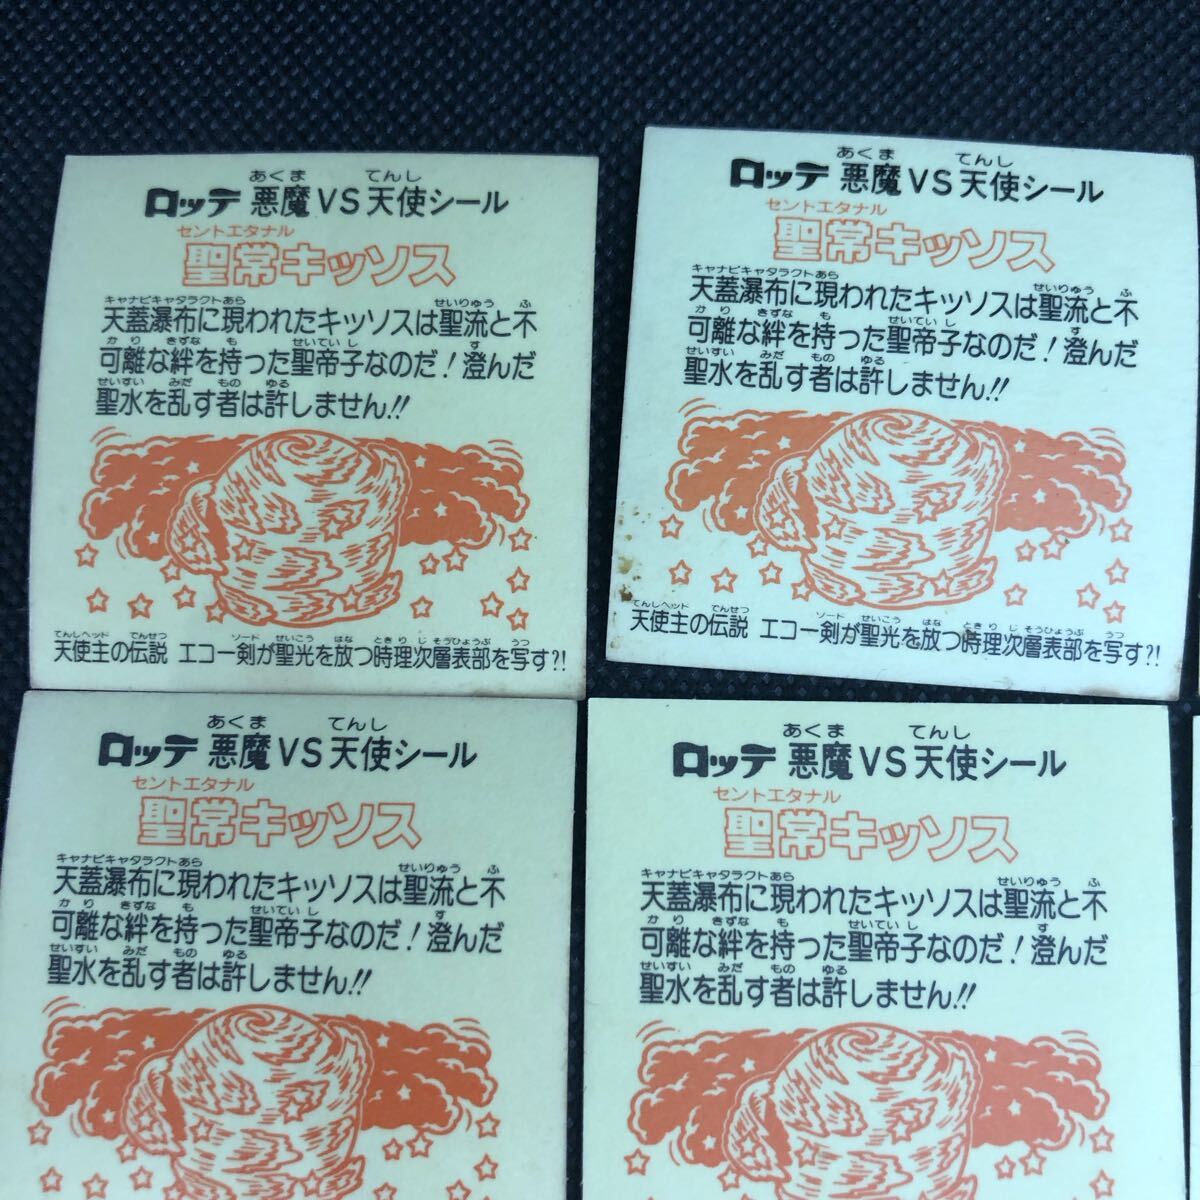 あくま てんし
ロッテ 悪魔VS天使シール
セントエタナル
聖常キッソス
キャナピキャタラクトあら せいりゅう ふ
天蓋瀑布に現われたキッソスは聖流と不
かり きずな も せいていし す
可離な絆を持った聖帝子なのだ!澄んだ
せいすい みだ もの ゆる
聖水を乱す者は許しません!!
てんしヘッド でんせつ ソード せいこう はな ときりじそうひょうぶ うつ
天使主の伝説 エコー剣が聖光を放つ時理次層表部を写す?!
あくま てんし
ロッテ 悪魔VS天使シール
セントエタナル
聖常キッソス
キャナピキャタラクトあら せいりゅう ふ
天蓋瀑布に現われたキッソスは聖流と不
かり きずな も せいていし す
可離な絆を持った聖帝子なのだ!澄んだ
せいすい みだ もの ゆる
聖水を乱す者は許しません!!
てんしヘッド でんせつ ソード せいこう はな ときりじそうひょうぶ うつ
天使主の伝説 エコー剣が聖光を放つ時理次層表部を写す?!
あくま てんし
ロッテ 悪魔VS天使シール
セントエタナル
聖常キッソス
キャナピキャタラクトあら せいりゅう ふ
天蓋瀑布に現われたキッソスは聖流と不
かり きずな も せいていし す
可離な絆を持った聖帝子なのだ!澄んだ
せいすい みだ もの ゆる
聖水を乱す者は許しません!!
あくま てんし
ロッテ 悪魔VS天使シール
セントエタナル
聖常キッソス
キャナピキャタラクトあら せいりゅう ふ
天蓋瀑布に現われたキッソスは聖流と不
かり きずな も せいていし す
可離な絆を持った聖帝子なのだ!澄んだ
せいすい みだ もの ゆる
聖水を乱す者は許しません!!